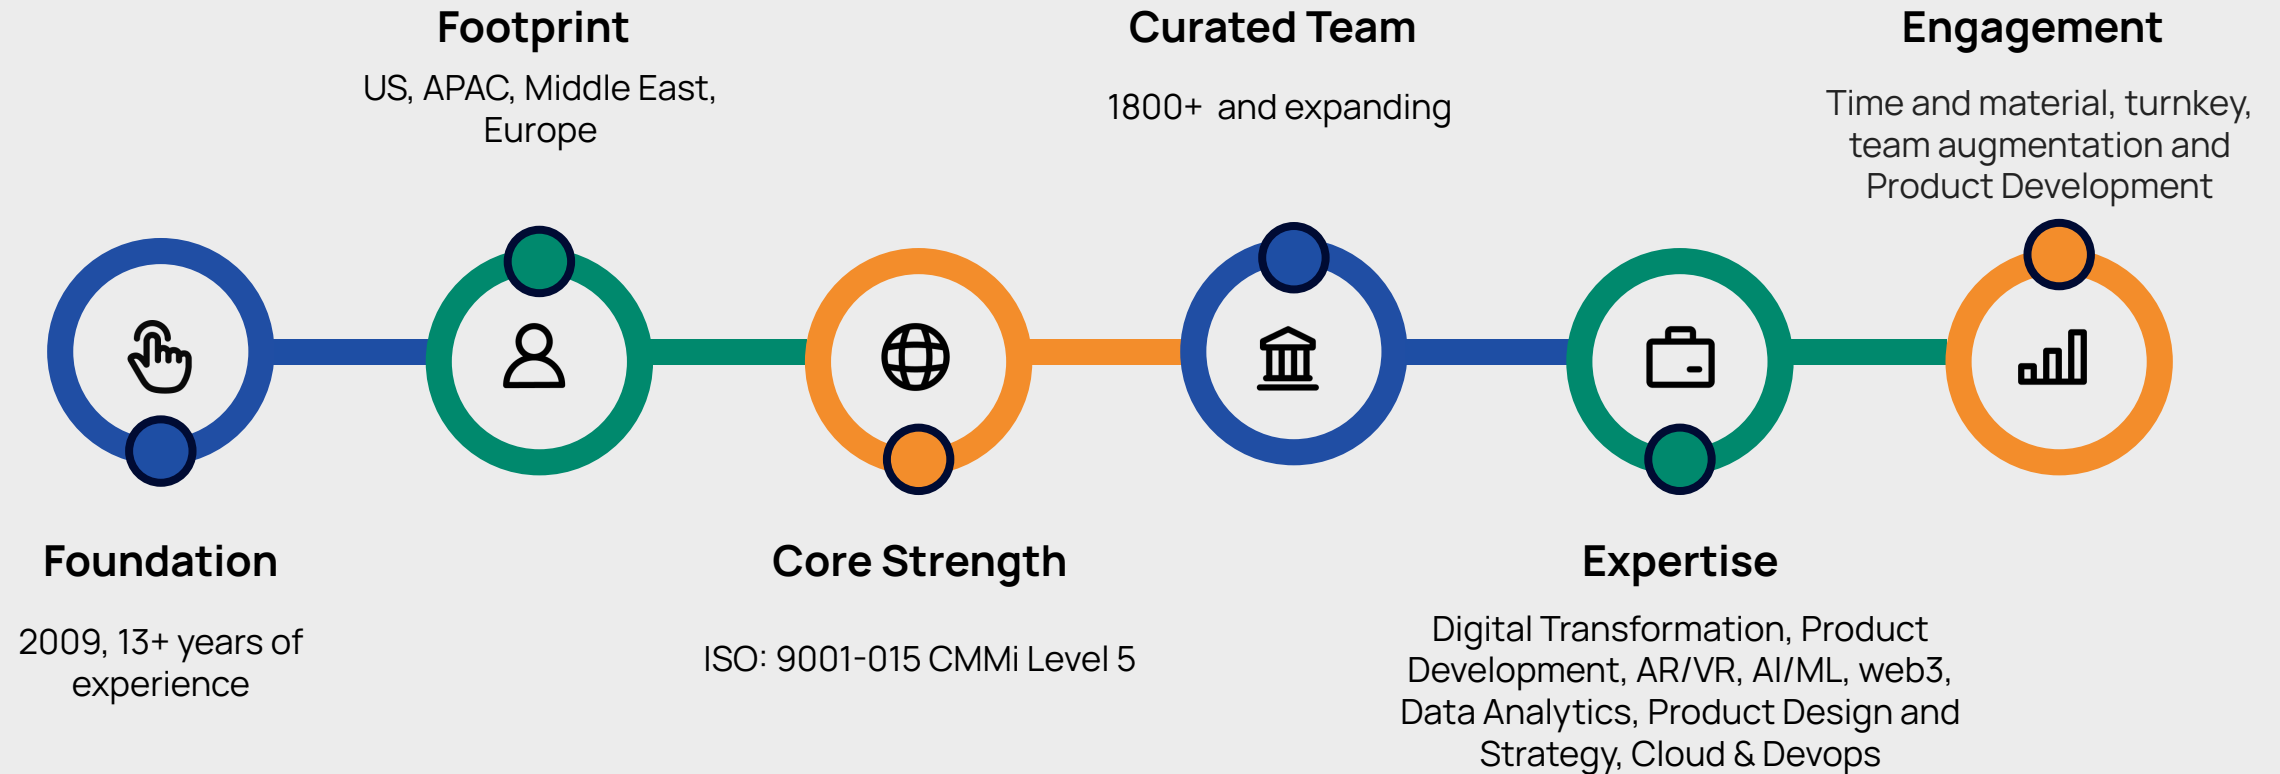 Footprint
US, APAC, Middle East,
Europe
Curated Team
1800+ and expanding
Engagement
Time and material, turnkey,
team augmentation and
Product Development
Foundation
2009, 13+ years of
experience
Core Strength
ISO: 9001-015 CMMi Level 5
Expertise
Digital Transformation, Product
Development, AR/VR, AI/ML, web3,
Data Analytics, Product Design and
Strategy, Cloud & Devops